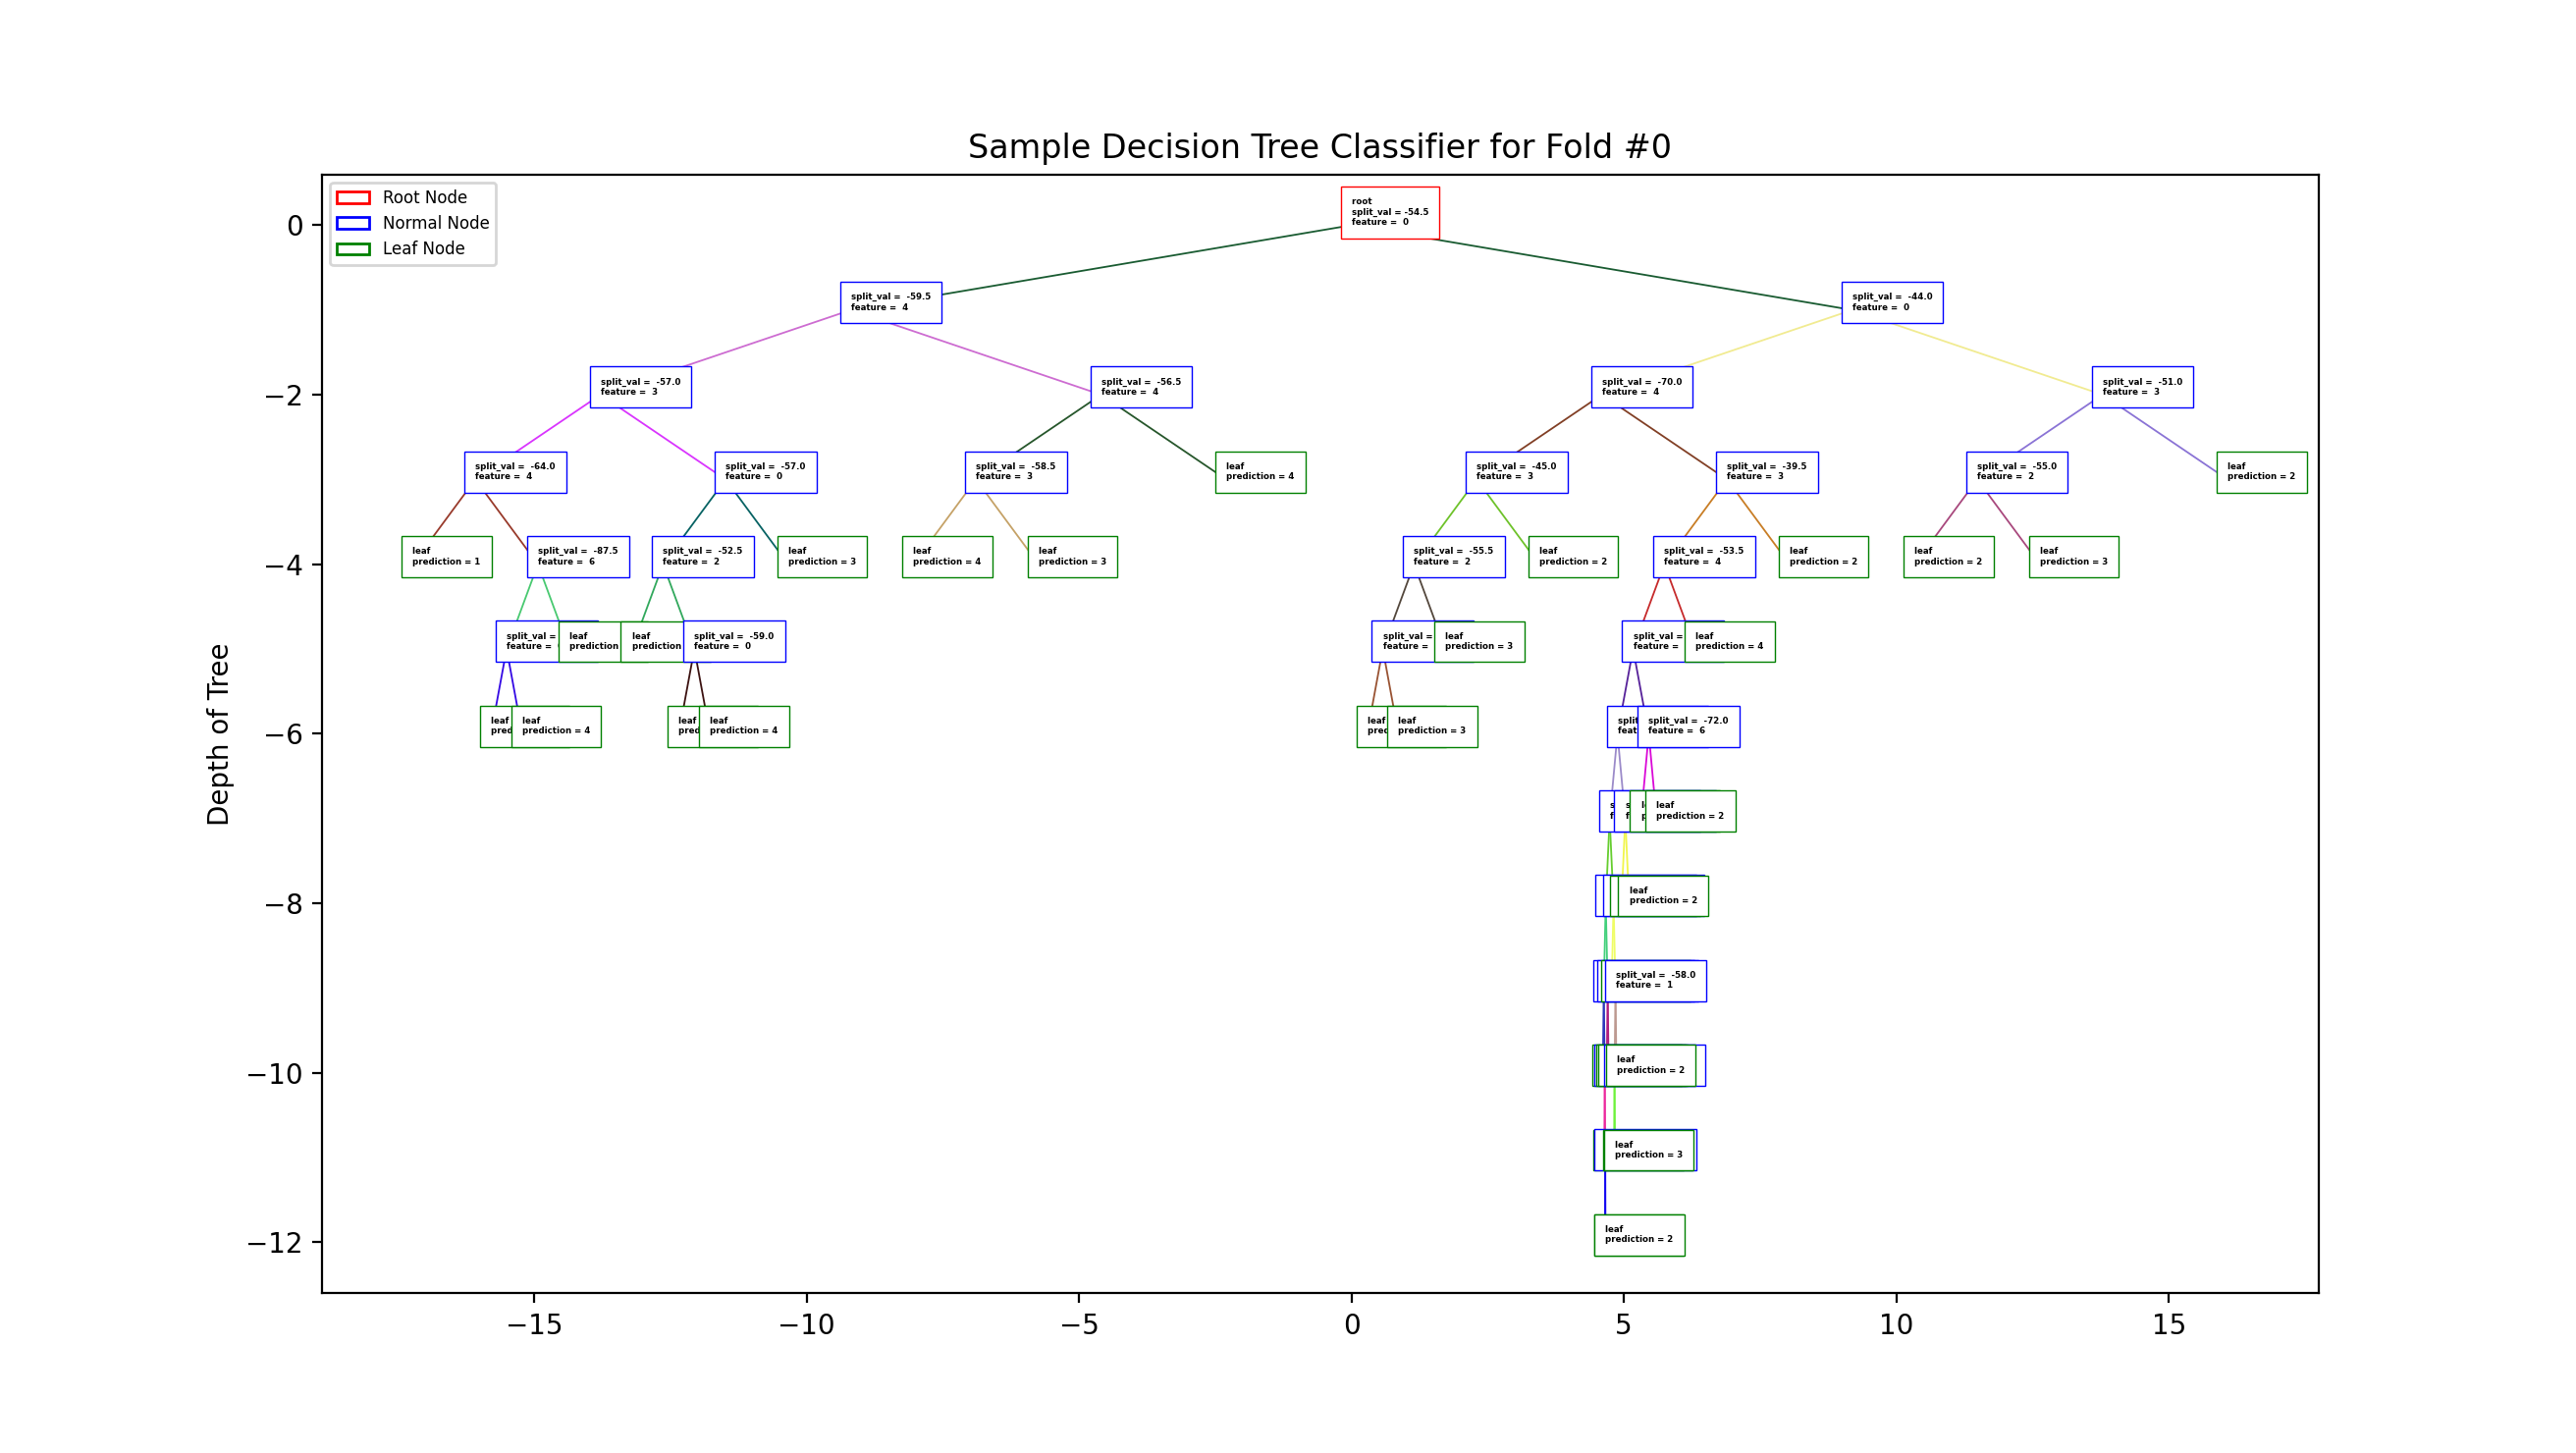 Sample Decision Tree Classifier for Fold #0
Root Node
Normal Node
Leaf Node
root
split_val = -54.5
feature =  0
split_val =  -59.5
feature =  4
split_val =  -44.0
feature =  0
split_val =  -57.0
feature =  3
split_val =  -56.5
feature =  4
split_val =  -70.0
feature =  4
split_val =  -51.0
feature =  3
split_val =  -64.0
feature =  4
split_val =  -57.0
feature =  0
split_val =  -58.5
feature =  3
leaf
prediction = 4
split_val =  -45.0
feature =  3
split_val =  -39.5
feature =  3
split_val =  -55.0
feature =  2
leaf
prediction = 2
leaf
prediction = 1
split_val =  -87.5
feature =  6
split_val =  -52.5
feature =  2
leaf
prediction = 3
leaf
prediction = 4
leaf
prediction = 3
split_val =  -55.5
feature =  2
leaf
prediction = 2
split_val =  -53.5
feature =  4
leaf
prediction = 2
leaf
prediction = 2
leaf
prediction = 3
split_val =
feature =
leaf
prediction
leaf
prediction
split_val =  -59.0
feature =  0
split_val =
feature =
leaf
prediction = 3
split_val =
feature =
leaf
prediction = 4
leaf
leaf
prediction = 4
leaf
leaf
prediction = 4
leaf
leaf
prediction = 3
split_val =  -72.0
feature =  6
leaf
prediction = 2
leaf
prediction = 2
split_val =  -58.0
feature =  1
leaf
prediction = 2
leaf
prediction = 3
leaf
prediction = 2
Depth of Tree
0
−2
−4
−6
−8
−10
−12
−15
−10
−5
0
5
10
15